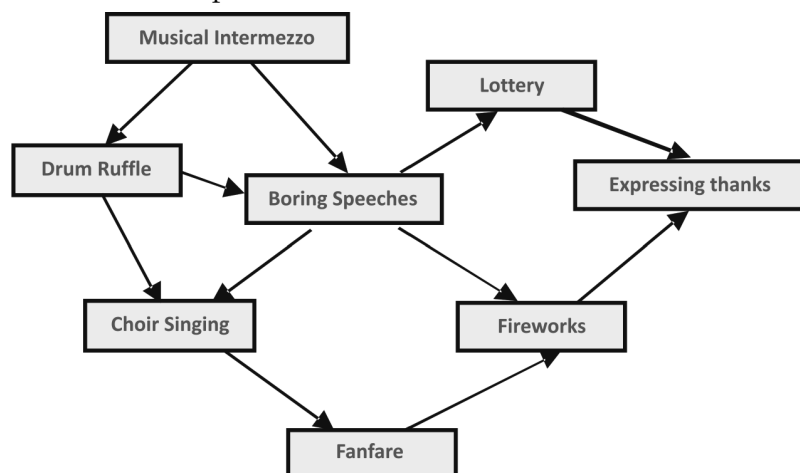 Musical Intermezzo
Lottery
Drum Ruffle
Expressing thanks
Boring Speeches
Choir Singing
Fireworks
Fanfare